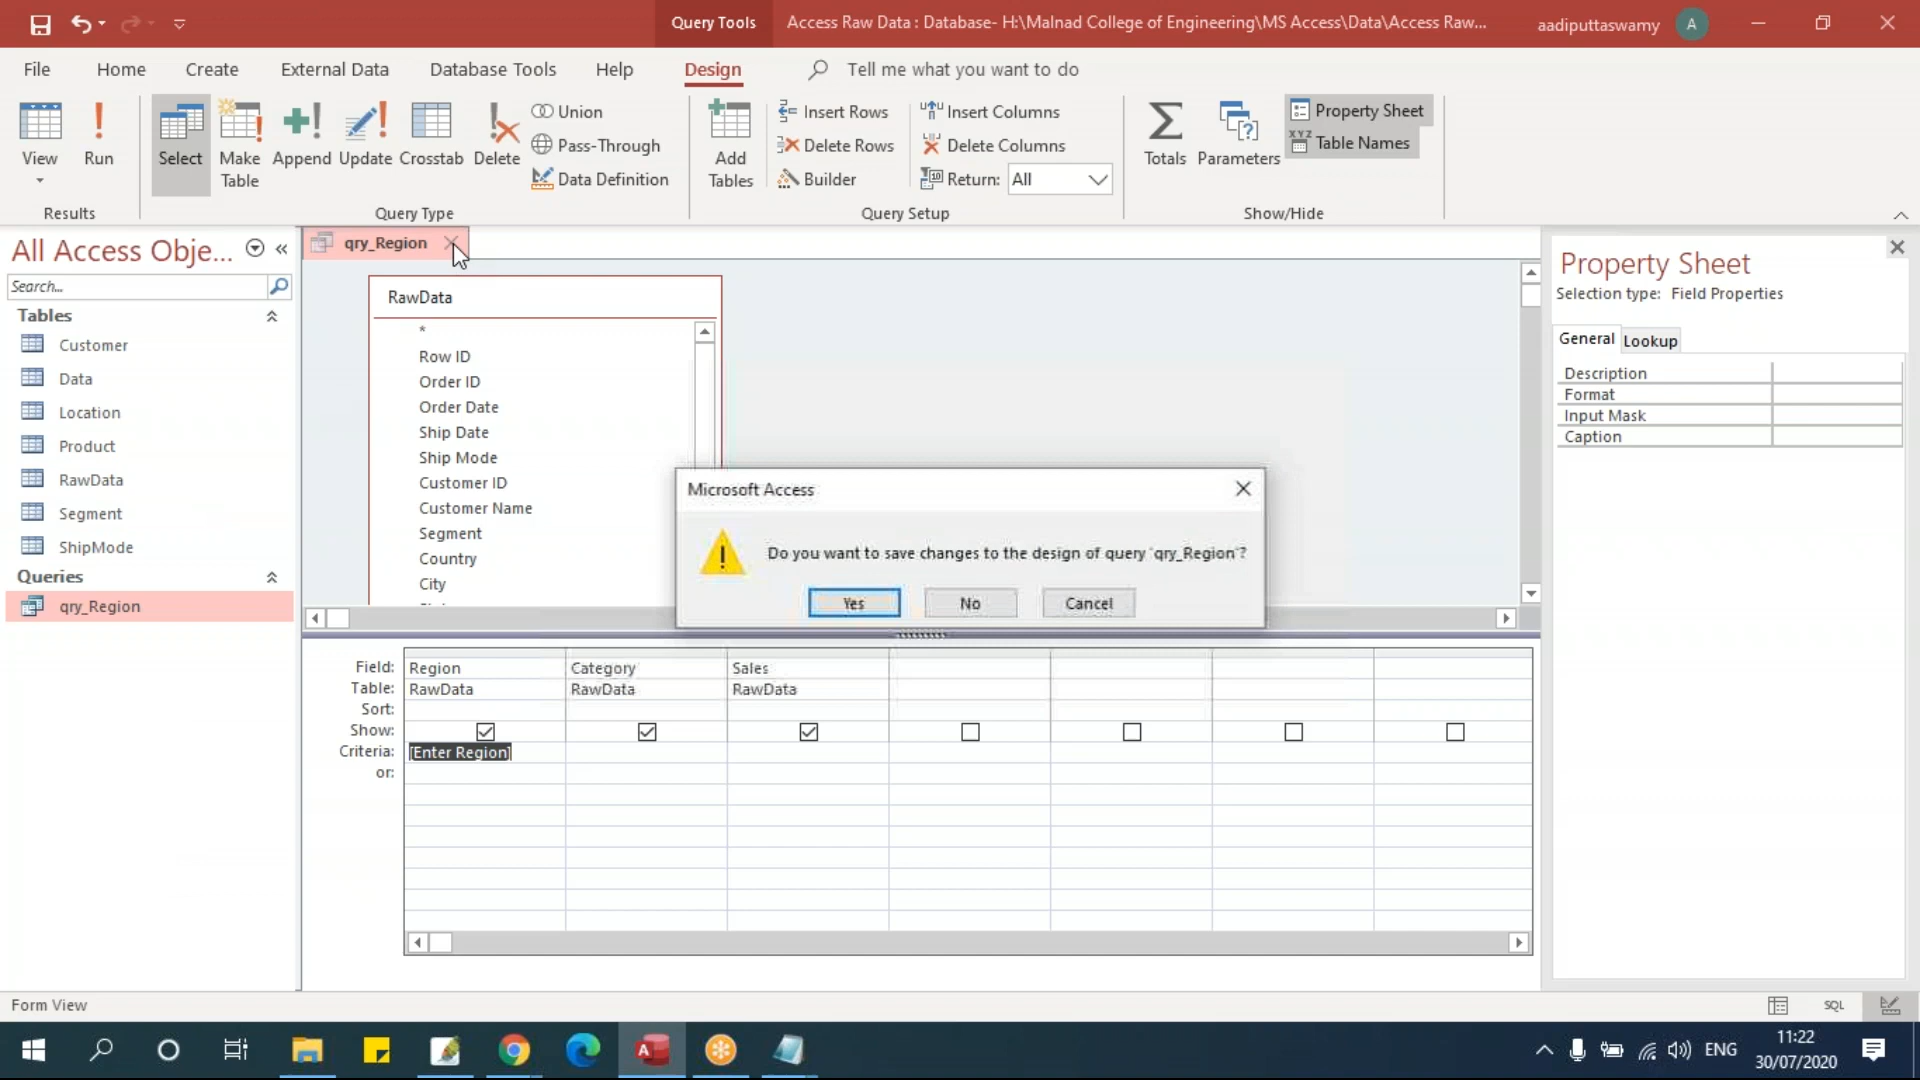 Query Tools
Access Raw Data : Database- H:\Malnad College of Engineering\MS Access\Data\Access Raw...
aadiputtaswamy
A
File
Home
Create
External Data
Database Tools
Help
Design
Tell me what you want to do
View
Run
Results
Select
Make Table
Append
Update
Crosstab
Delete
Union
Pass-Through
Data Definition
Query Type
Add Tables
Insert Rows
Delete Rows
Builder
Insert Columns
Delete Columns
Return: All
Query Setup
Totals
Parameters
Property Sheet
Table Names
Show/Hide
All Access Obje...
Search...
Tables
Customer
Data
Location
Product
RawData
Segment
ShipMode
Queries
qry_Region
qry_Region
RawData
*
Row ID
Order ID
Order Date
Ship Date
Ship Mode
Customer ID
Customer Name
Segment
Country
City
Microsoft Access
Do you want to save changes to the design of query 'qry_Region'?
Yes
No
Cancel
Field: Region Category Sales
Table: RawData RawData RawData
Sort:
Show:
Criteria: [Enter Region]
or:
Property Sheet
Selection type: Field Properties
General
Lookup
Description
Format
Input Mask
Caption
Form View
SQL
ENG
11:22
30/07/2020